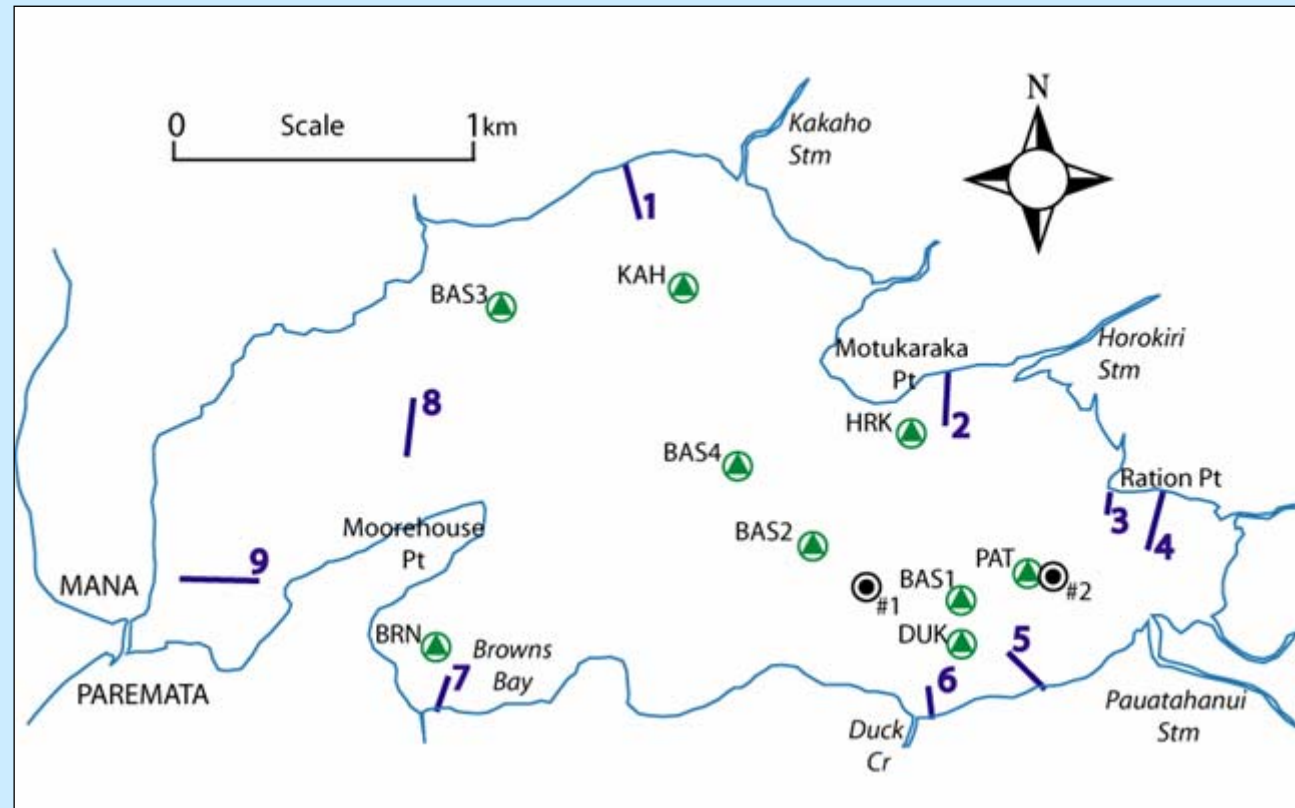 0 Scale 1km
N
Kakaho
Stm
1
KAH
BAS3
Horokiri
Stm
Motukaraka
Pt
8
2
HRK
BAS4
Ration Pt
3
4
Moorehouse
Pt
BAS2
9
MANA
PAT
#2
BAS1
#1
DUK
5
BRN
Browns
Bay
7
6
PAREMATA
Pauatahanui
Stm
Duck
Cr